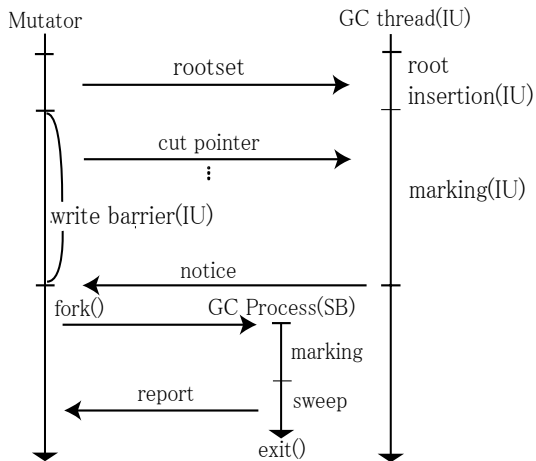 Mutator
GC thread(IU)
rootset
root
insertion(IU)
cut pointer
marking(IU)
write barrier(IU)
notice
fork()
GC Process(SB)
marking
report
sweep
exit()